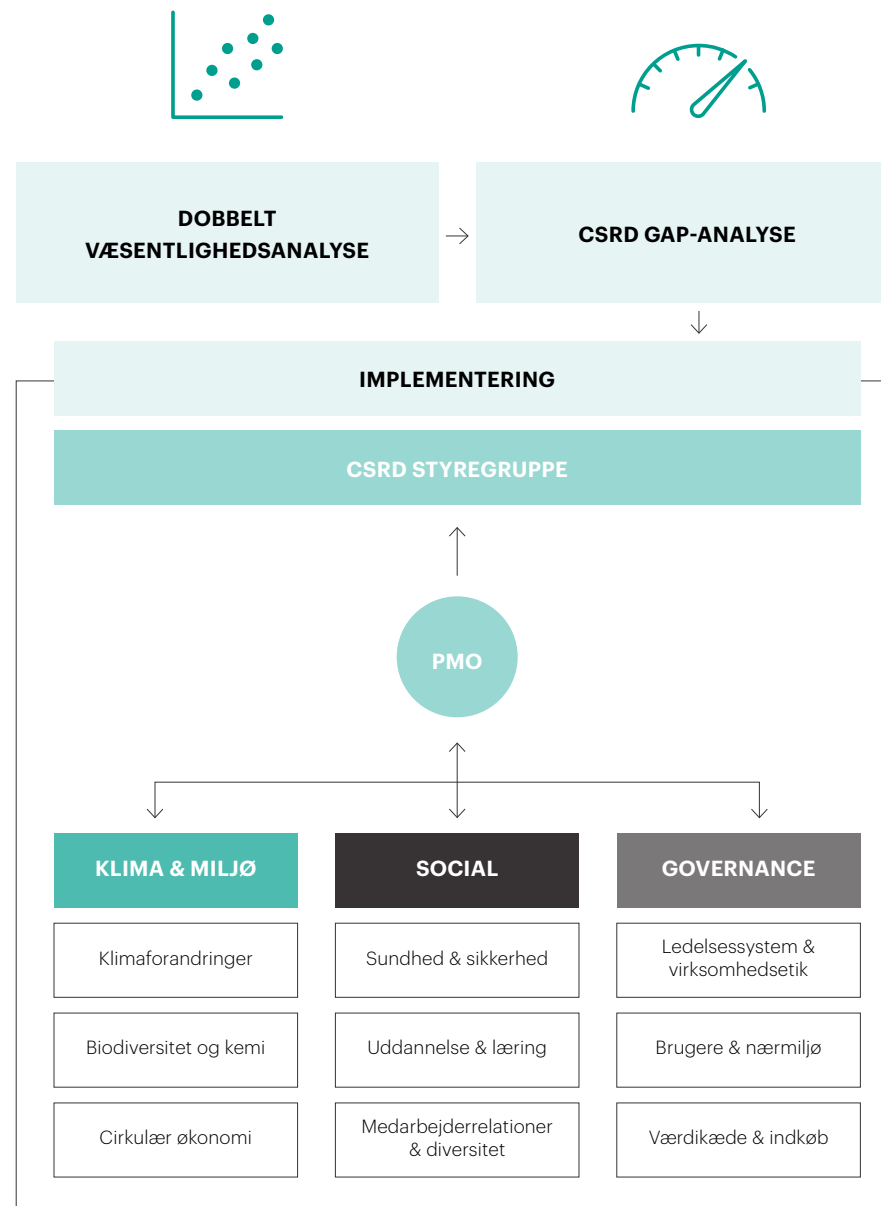 DOBBELT
VÆSENTLIGHEDSANALYSE
CSRD GAP-ANALYSE
IMPLEMENTERING
CSRD STYREGRUPPE
PMO
KLIMA & MILJØ
Klimaforandringer
Biodiversitet og kemi
Cirkulær økonomi
SOCIAL
Sundhed & sikkerhed
Uddannelse & læring
Medarbejderrelationer
& diversitet
GOVERNANCE
Ledelsessystem &
virksomhedsetik
Brugere & nærmiljø
Værdikæde & indkøb